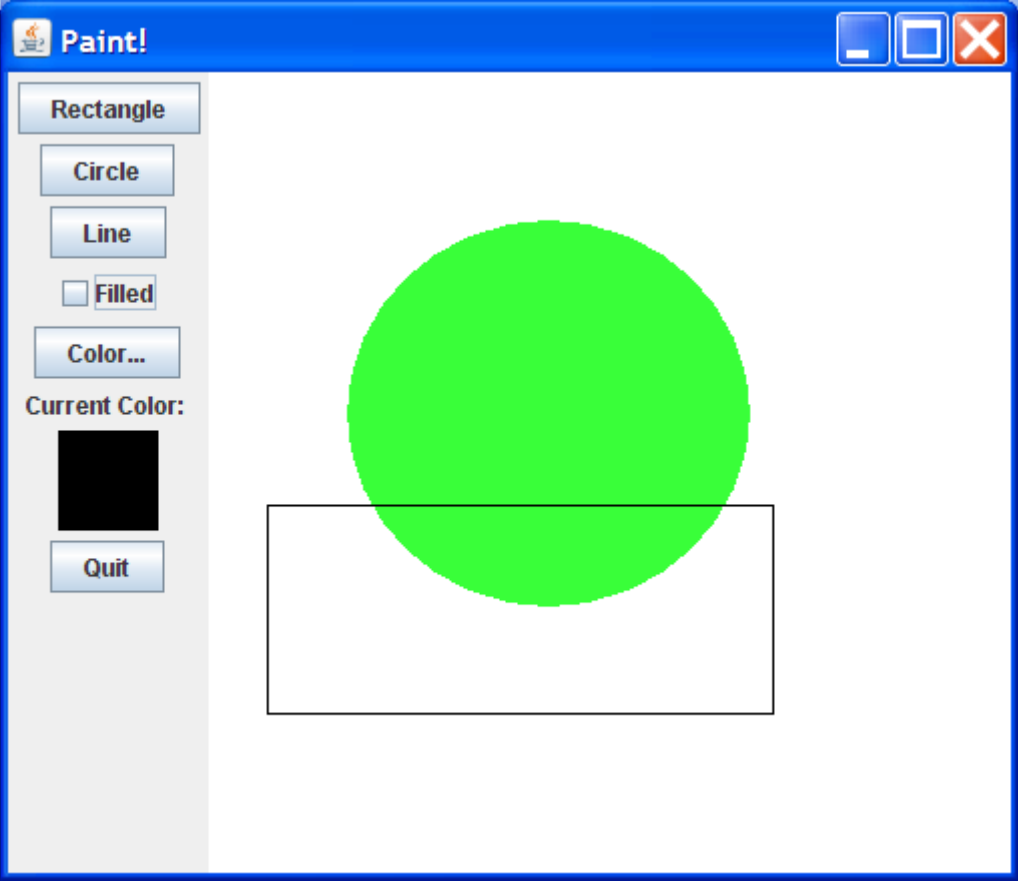 Paint!
Rectangle
Circle
Line
Filled
Color...
Current Color:
Quit